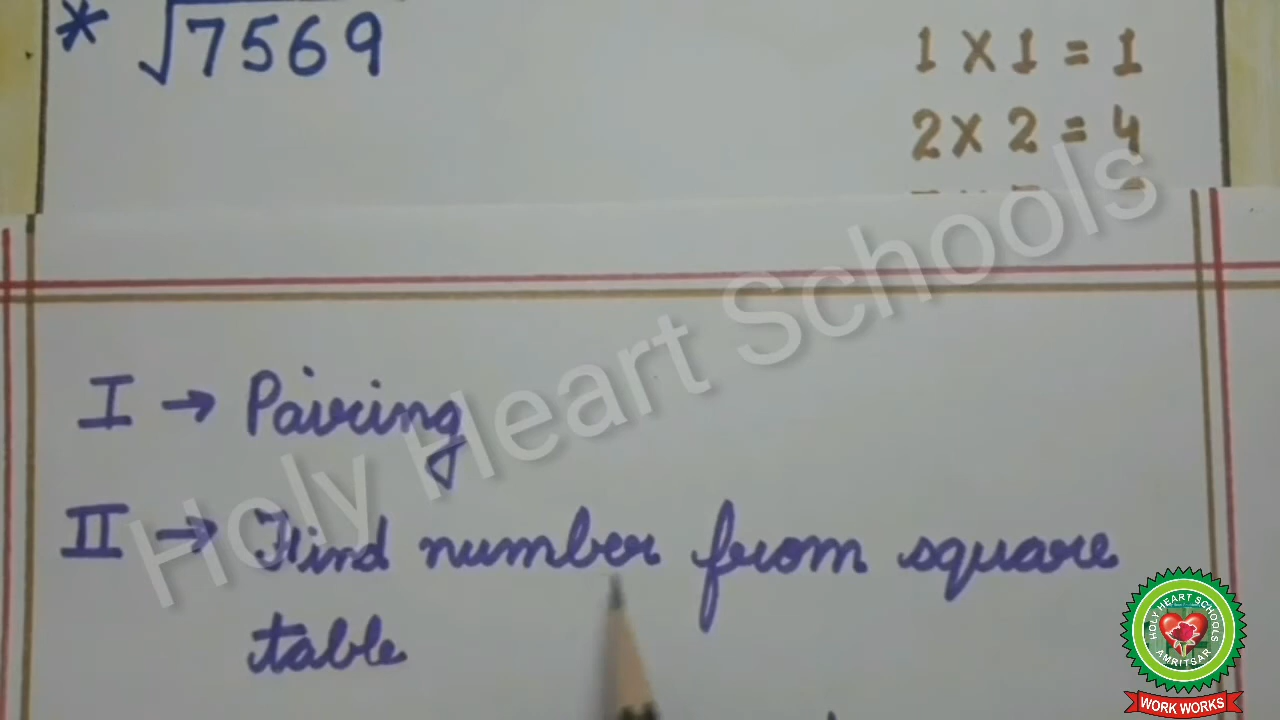 * √7569
1 X 1 = 1
2 X 2 = 4
I → Pairing
II → Find number from square
table
Holy Heart Schools
HOLY HEART SCHOOLS
AMRITSAR
WORK WORKS